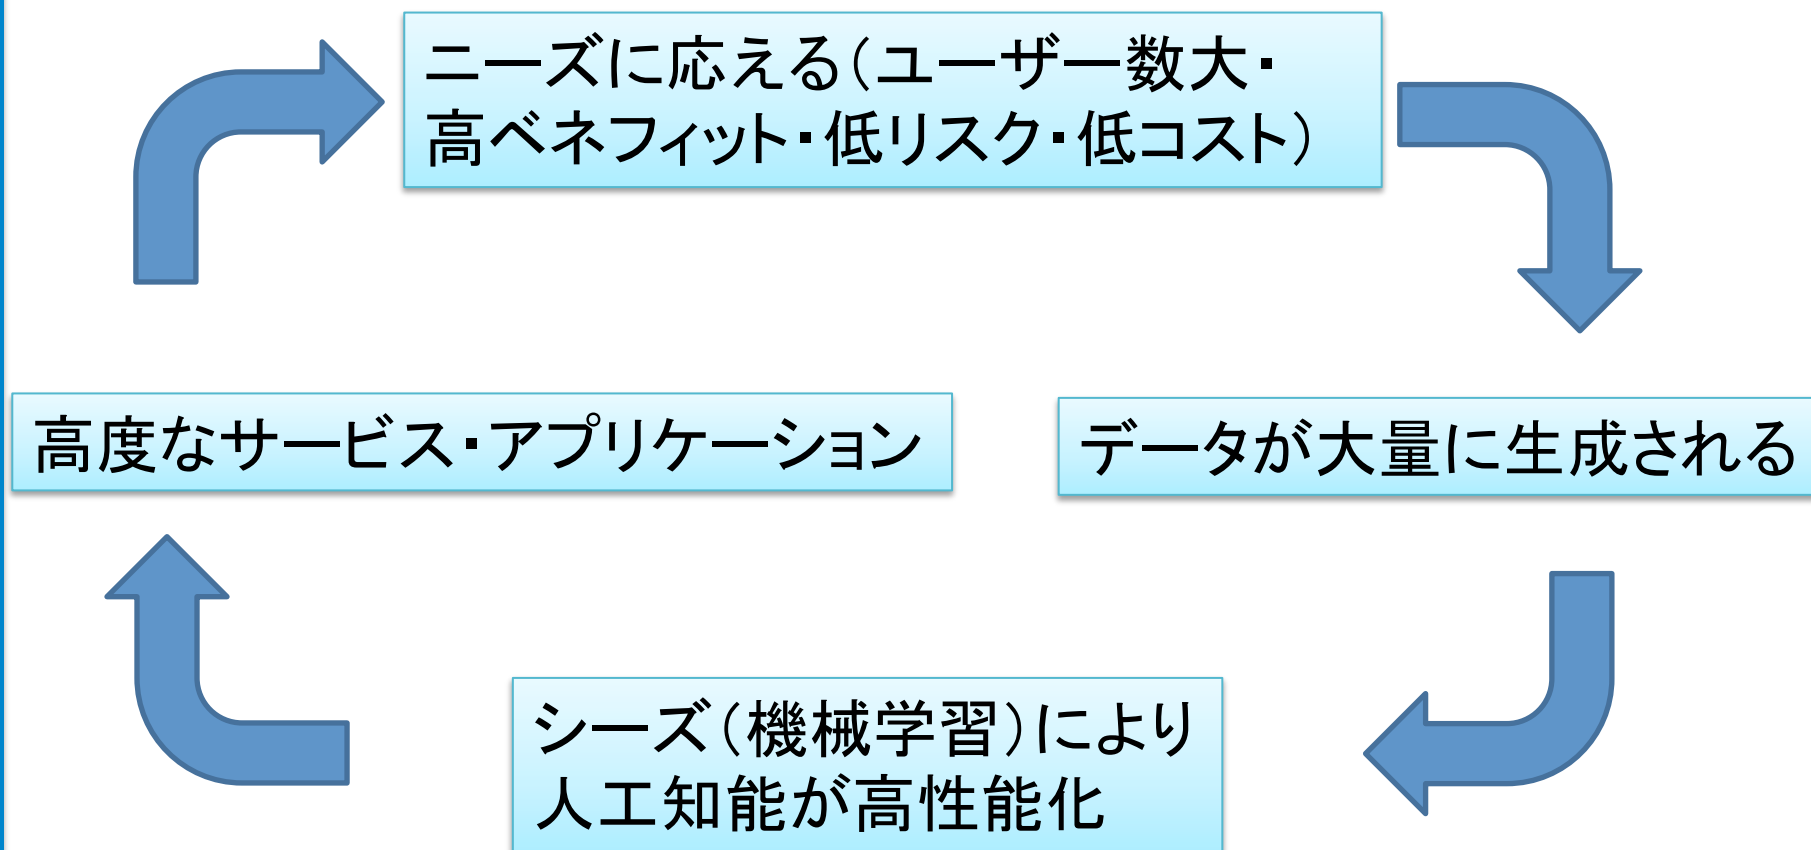 ニーズに応える(ユーザー数大・
高ベネフィット・低リスク・低コスト)
高度なサービス・アプリケーション
データが大量に生成される
シーズ(機械学習)により
人工知能が高性能化